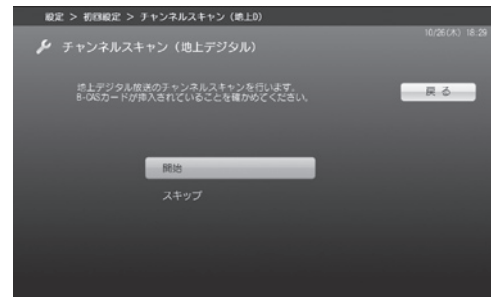 設定 > 初回設定 > チャンネルスキャン（地上D）
10/26(木) 18:29
チャンネルスキャン（地上デジタル）
地上デジタル放送のチャンネルスキャンを行います。
B-CASカードが挿入されていることを確かめてください。
戻る
開始
スキップ